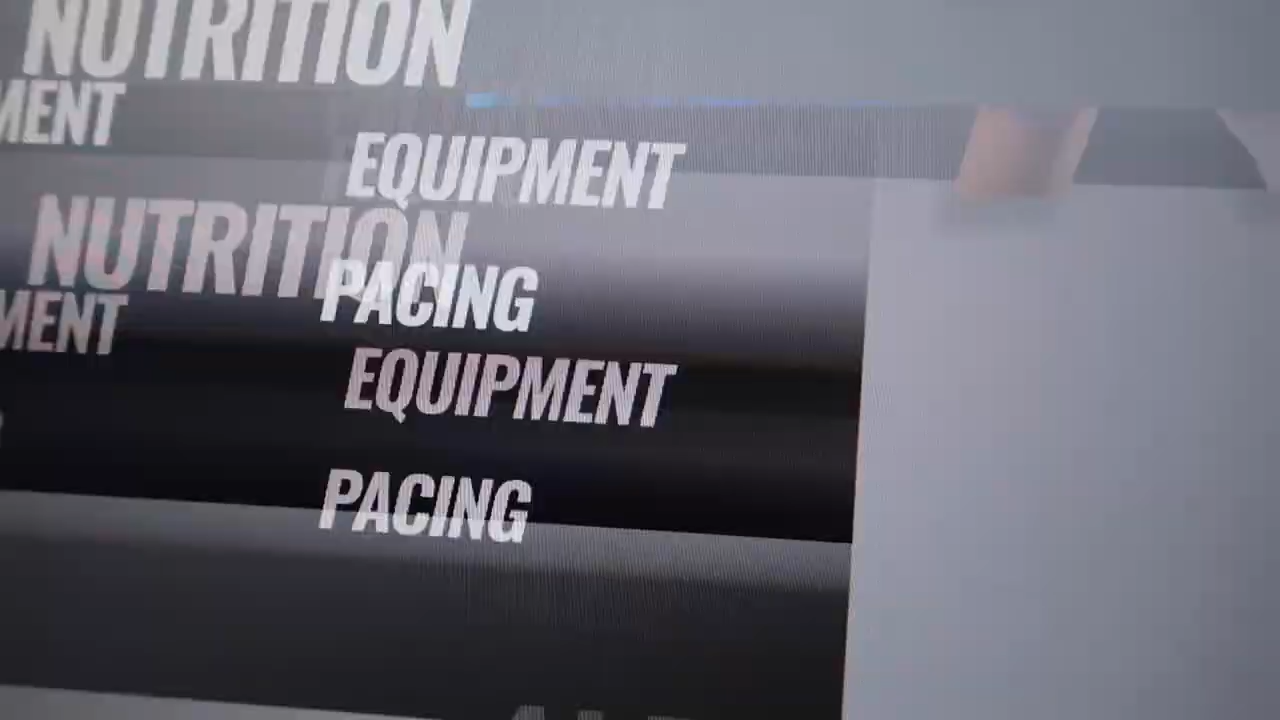 NUTRITION
MENT
EQUIPMENT
NUTRITION
PACING
MENT
EQUIPMENT
PACING